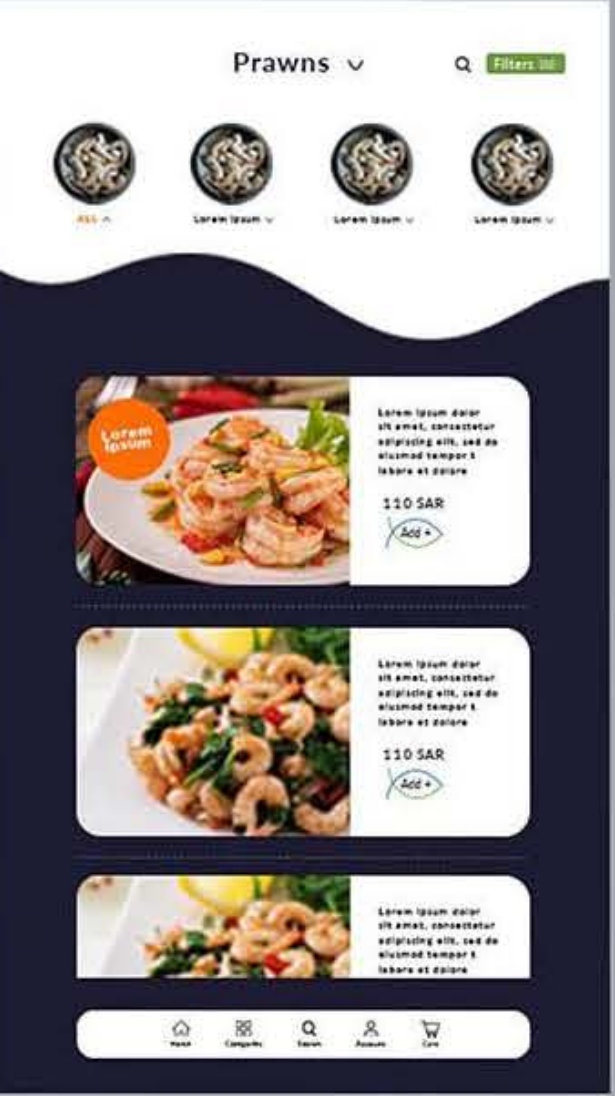 Prawns
Filters
ALL
Lorem Ipsum
Lorem Ipsum
Lorem Ipsum
Lorem
Ipsum
Lorem ipsum dolor
sit amet, consectetur
adipiscing elit, sed do
eiusmod tempor t
labore et dolore
110 SAR
Add +
Lorem ipsum dolor
sit amet, consectetur
adipiscing elit, sed do
eiusmod tempor t
labore et dolore
110 SAR
Add +
Lorem ipsum dolor
sit amet, consectetur
adipiscing elit, sed do
eiusmod tempor t
labore et dolore
Home
Categories
Search
Account
Cart